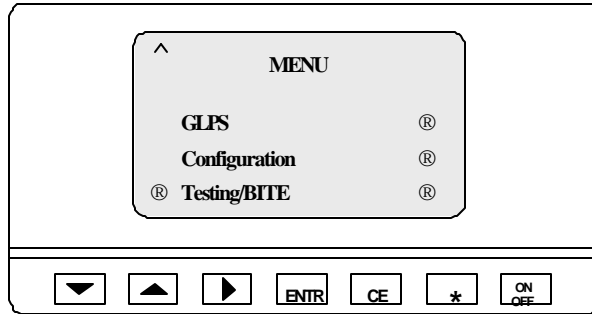 ^
MENU
GLPS ®
Configuration ®
® Testing/BITE ®
ENTR CE * ON
OFF